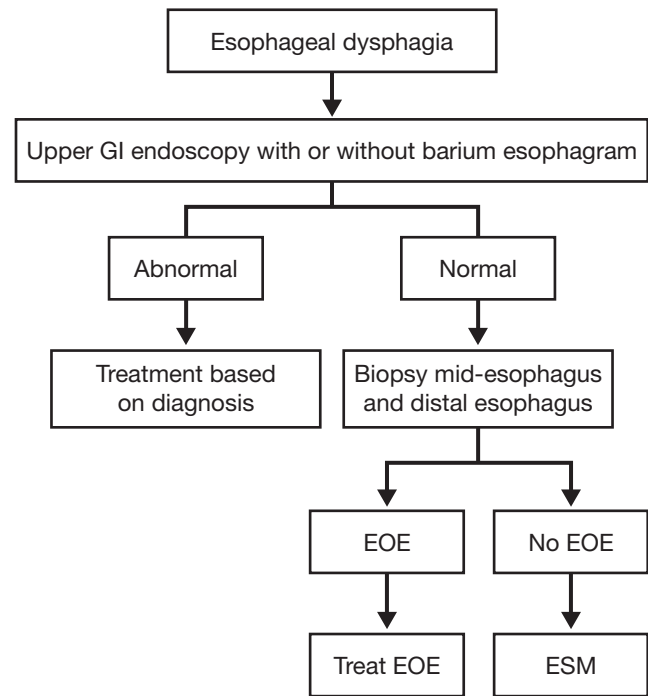 Esophageal dysphagia
Upper GI endoscopy with or without barium esophagram
Abnormal
Normal
Treatment based
on diagnosis
Biopsy mid-esophagus
and distal esophagus
EOE
No EOE
Treat EOE
ESM